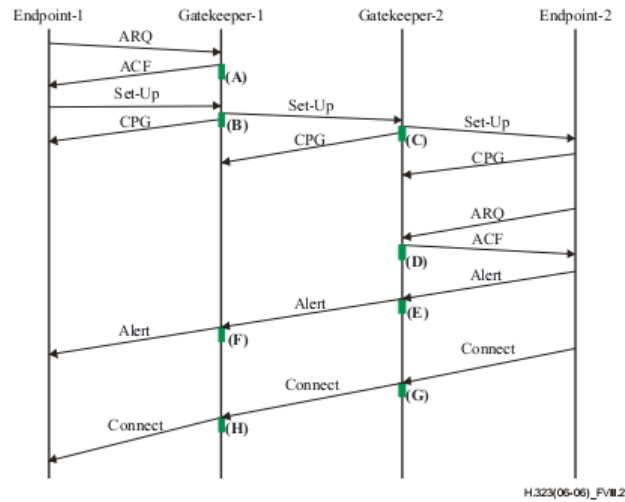 Endpoint-1 Gatekeeper-1 Gatekeeper-2 Endpoint-2
ARQ
ACF
(A)
Set-Up
Set-Up
CPG
(B)
Set-Up
CPG
(C)
CPG
ARQ
ACF
(D)
Alert
Alert
(E)
Alert
(F)
Connect
Connect
(G)
Connect
(H)
H.323(06-06)_FVIII.2